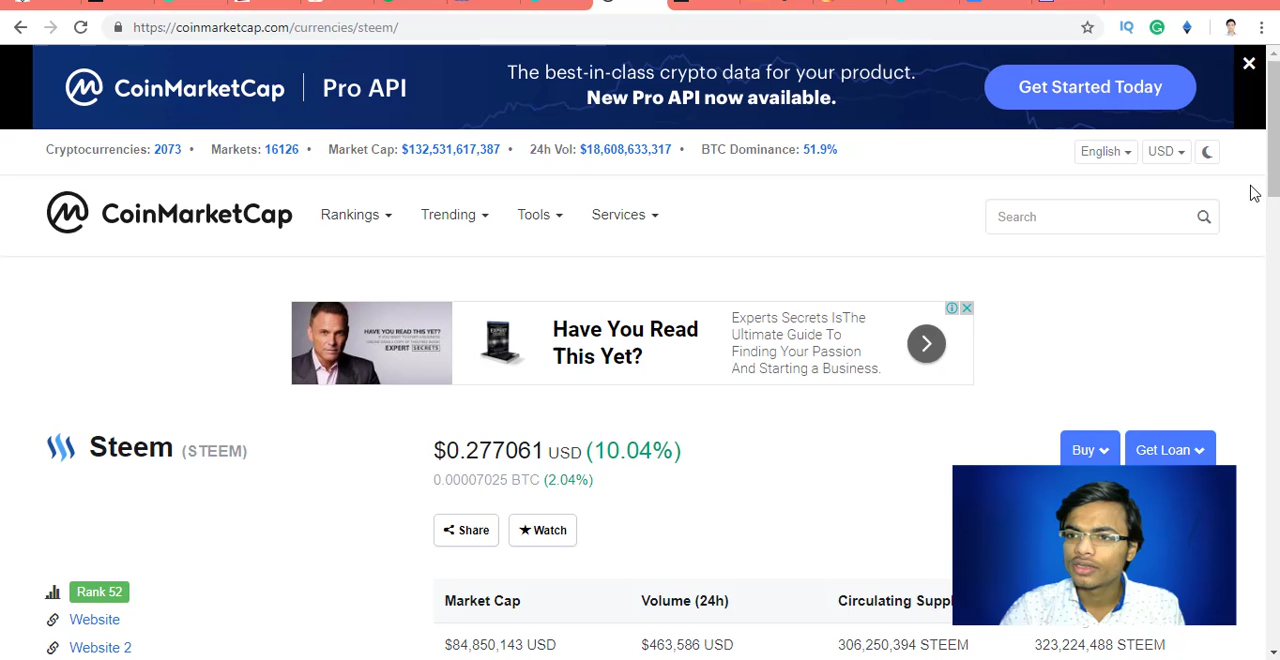 https://coinmarketcap.com/currencies/steem/
CoinMarketCap | Pro API
The best-in-class crypto data for your product.
New Pro API now available.
Get Started Today
Cryptocurrencies: 2073 • Markets: 16126 • Market Cap: $132,531,617,387 • 24h Vol: $18,608,633,317 • BTC Dominance: 51.9%
English USD
CoinMarketCap Rankings Trending Tools Services Search
HAVE YOU READ THIS YET?
EXPERT SECRETS
Have You Read
This Yet?
Experts Secrets IsThe
Ultimate Guide To
Finding Your Passion
And Starting a Business.
Steem (STEEM)
$0.277061 USD (10.04%)
0.00007025 BTC (2.04%)
Buy Get Loan
Share Watch
Rank 52
Website
Website 2
Market Cap Volume (24h) Circulating Suppl
$84,850,143 USD $463,586 USD 306,250,394 STEEM 323,224,488 STEEM